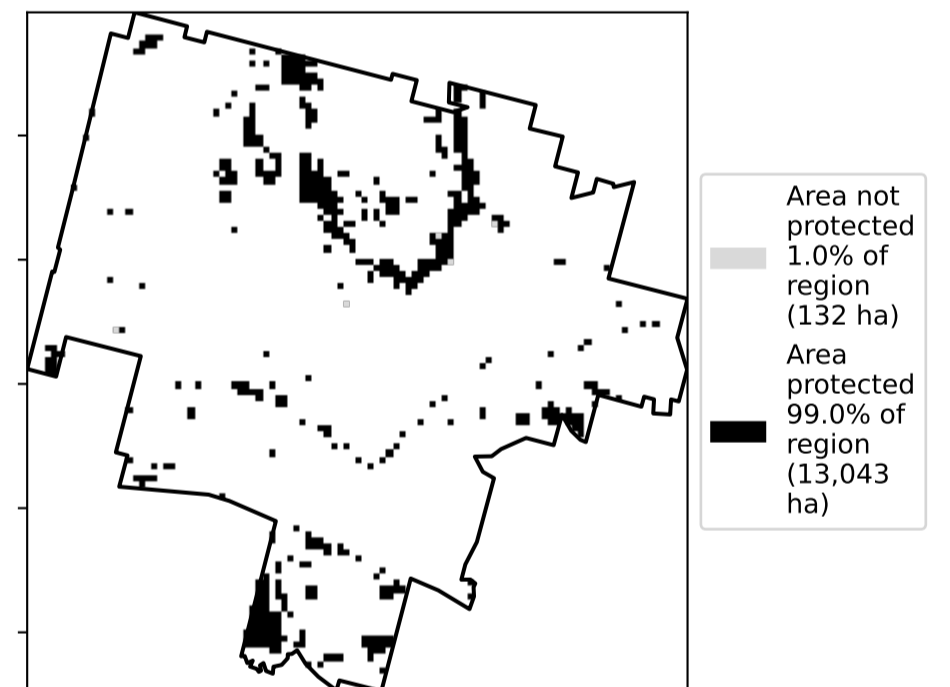 Area not
protected
1.0% of
region
(132 ha)
Area
protected
99.0% of
region
(13,043
ha)